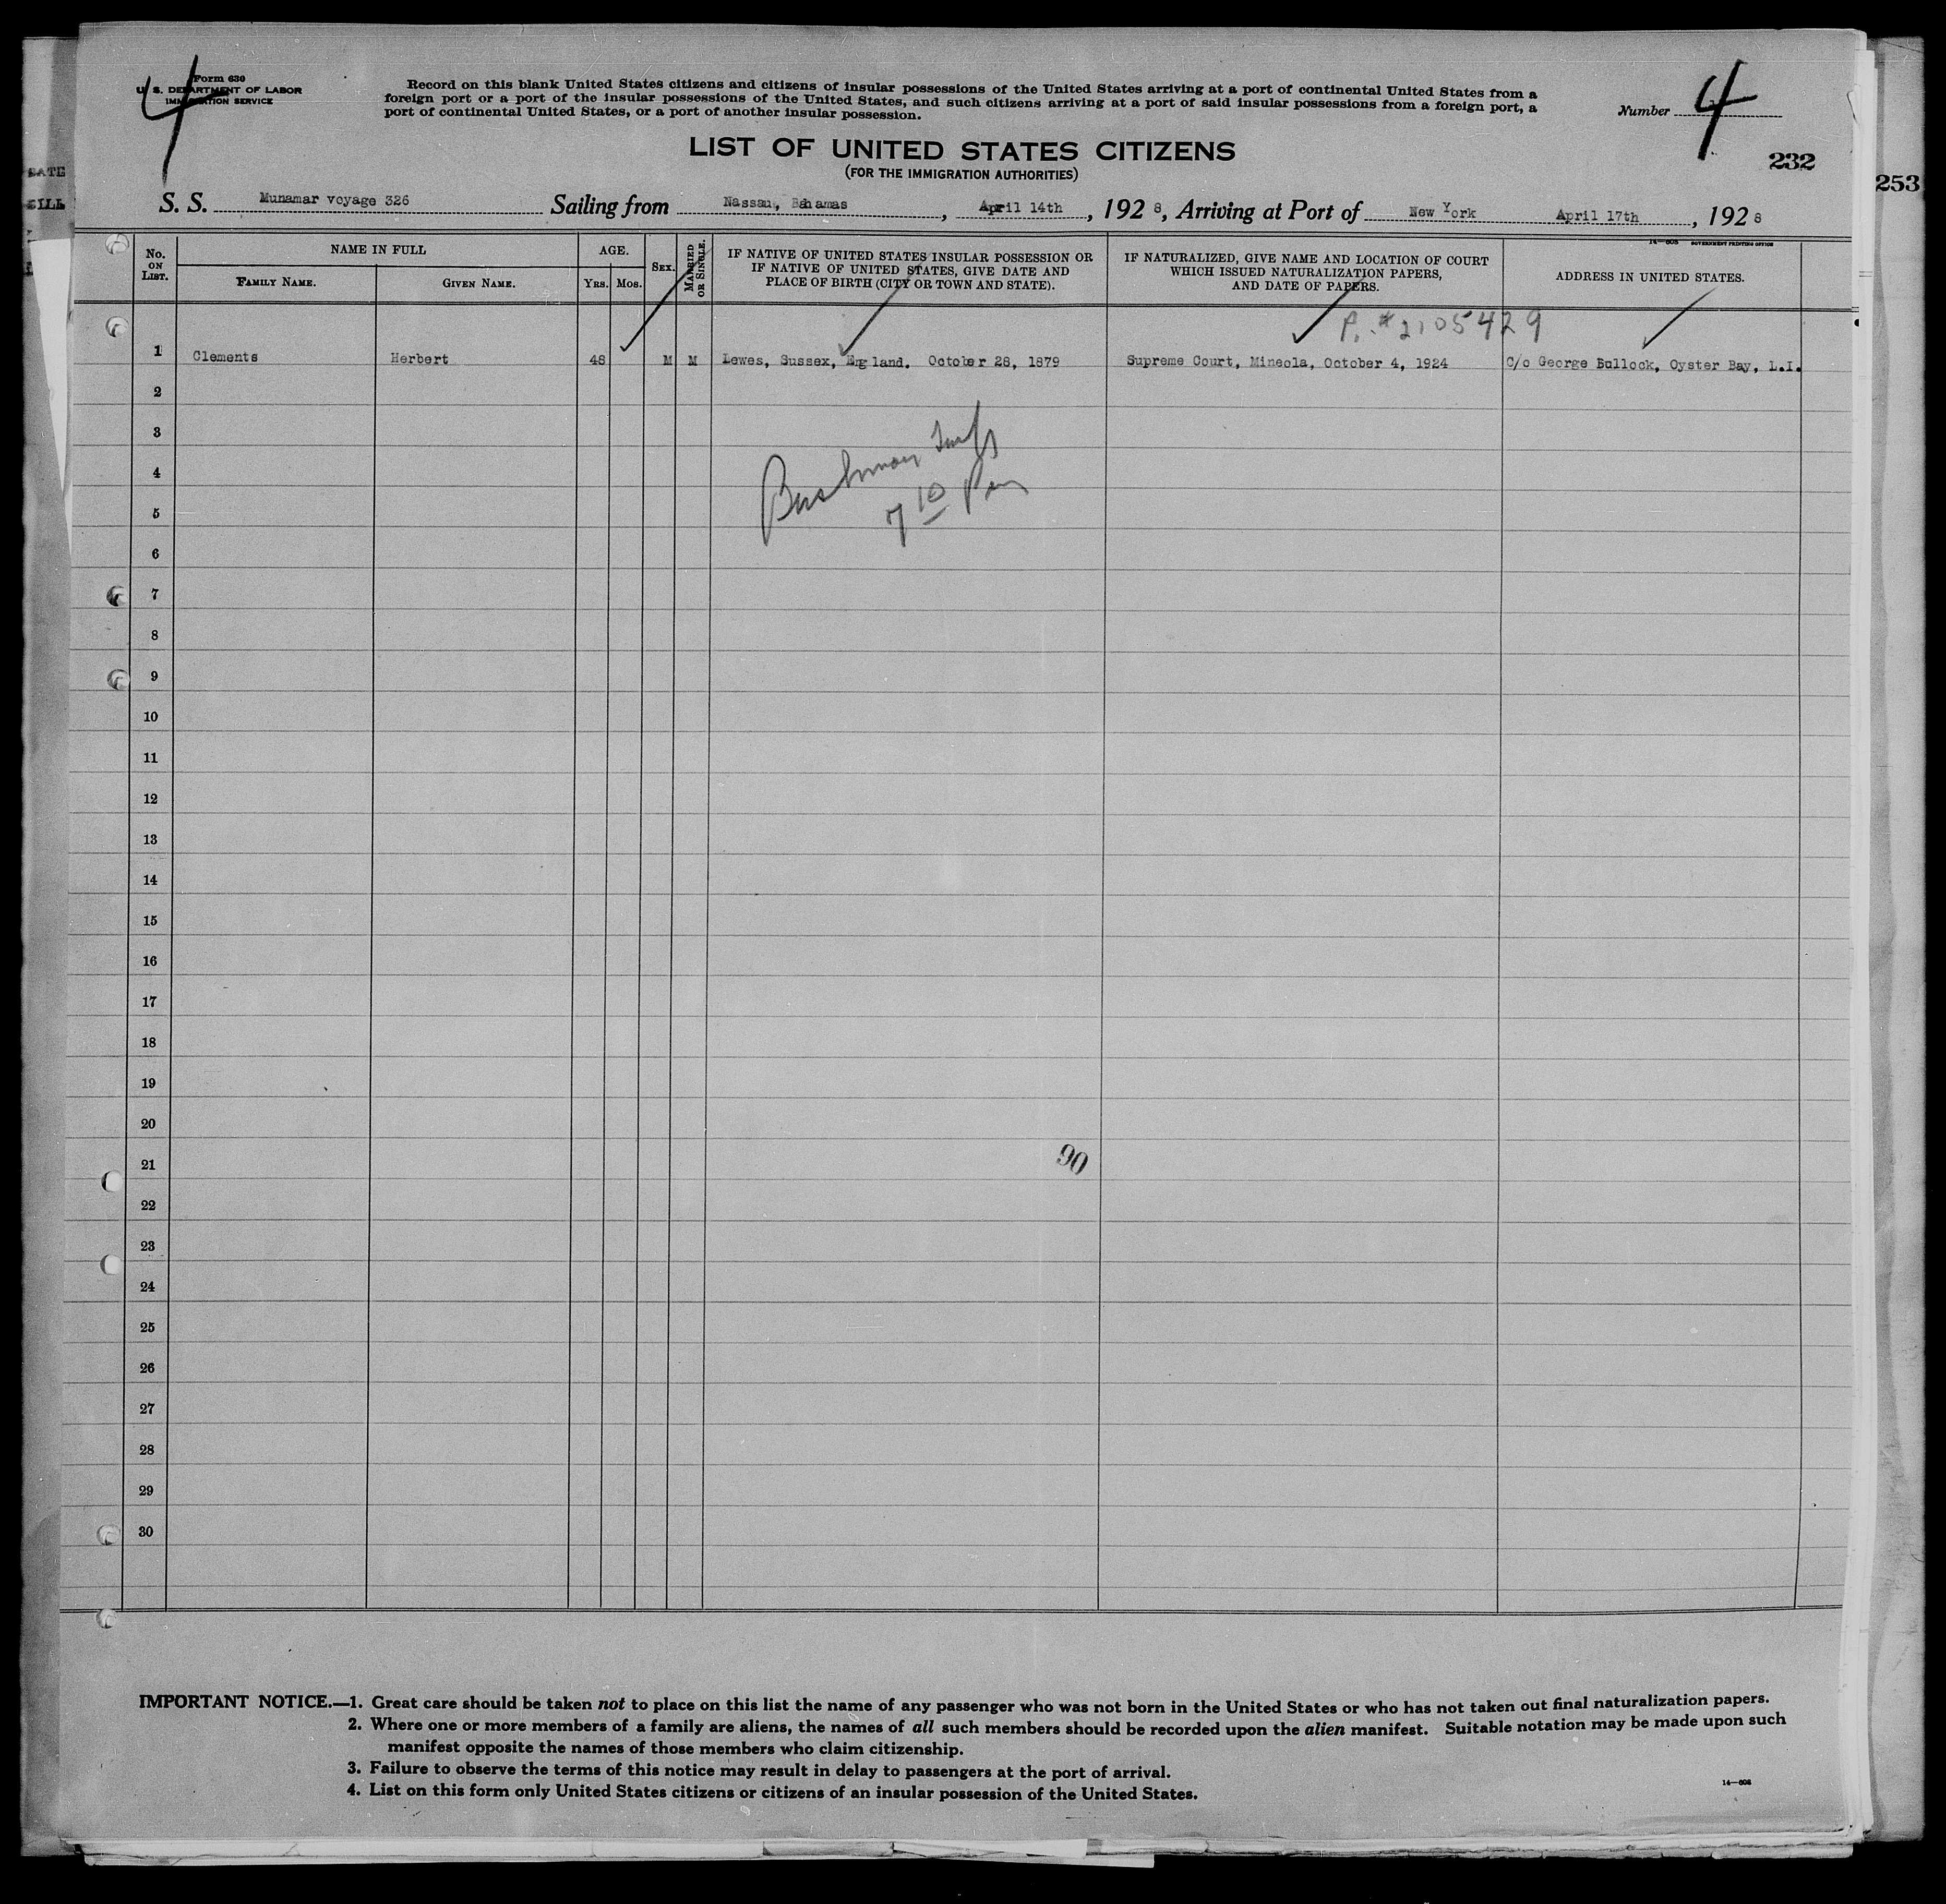 Form 630
U. S. DEPARTMENT OF LABOR
IMMIGRATION SERVICE
4
Record on this blank United States citizens and citizens of insular possessions of the United States arriving at a port of continental United States from a
foreign port or a port of the insular possessions of the United States, and such citizens arriving at a port of said insular possessions from a foreign port, a
port of continental United States, or a port of another insular possession.
Number 4
LIST OF UNITED STATES CITIZENS
(FOR THE IMMIGRATION AUTHORITIES)
232
253
S. S. Munamar voyage 326 Sailing from Nassau, Bahamas, April 14th, 1928, Arriving at Port of New York April 17th, 1928
14—608 GOVERNMENT PRINTING OFFICE
No. ON LIST.
NAME IN FULL
FAMILY NAME.
GIVEN NAME.
AGE.
YRS. MOS.
SEX.
MARRIED OR SINGLE.
IF NATIVE OF UNITED STATES INSULAR POSSESSION OR
IF NATIVE OF UNITED STATES, GIVE DATE AND
PLACE OF BIRTH (CITY OR TOWN AND STATE).
IF NATURALIZED, GIVE NAME AND LOCATION OF COURT
WHICH ISSUED NATURALIZATION PAPERS,
AND DATE OF PAPERS.
ADDRESS IN UNITED STATES.
P. # 2105429
1 Clements Herbert 48 M M Lewes, Sussex, England. October 28, 1879 Supreme Court, Mineola, October 4, 1924 C/o George Bullock, Oyster Bay, L.I.
2
3
4
5
7 10 Pm
6
7
8
9
10
11
12
13
14
15
16
17
18
19
20
21
90
22
23
24
25
26
27
28
29
30
IMPORTANT NOTICE.—1. Great care should be taken not to place on this list the name of any passenger who was not born in the United States or who has not taken out final naturalization papers.
2. Where one or more members of a family are aliens, the names of all such members should be recorded upon the alien manifest. Suitable notation may be made upon such
manifest opposite the names of those members who claim citizenship.
3. Failure to observe the terms of this notice may result in delay to passengers at the port of arrival.
4. List on this form only United States citizens or citizens of an insular possession of the United States.
14—608